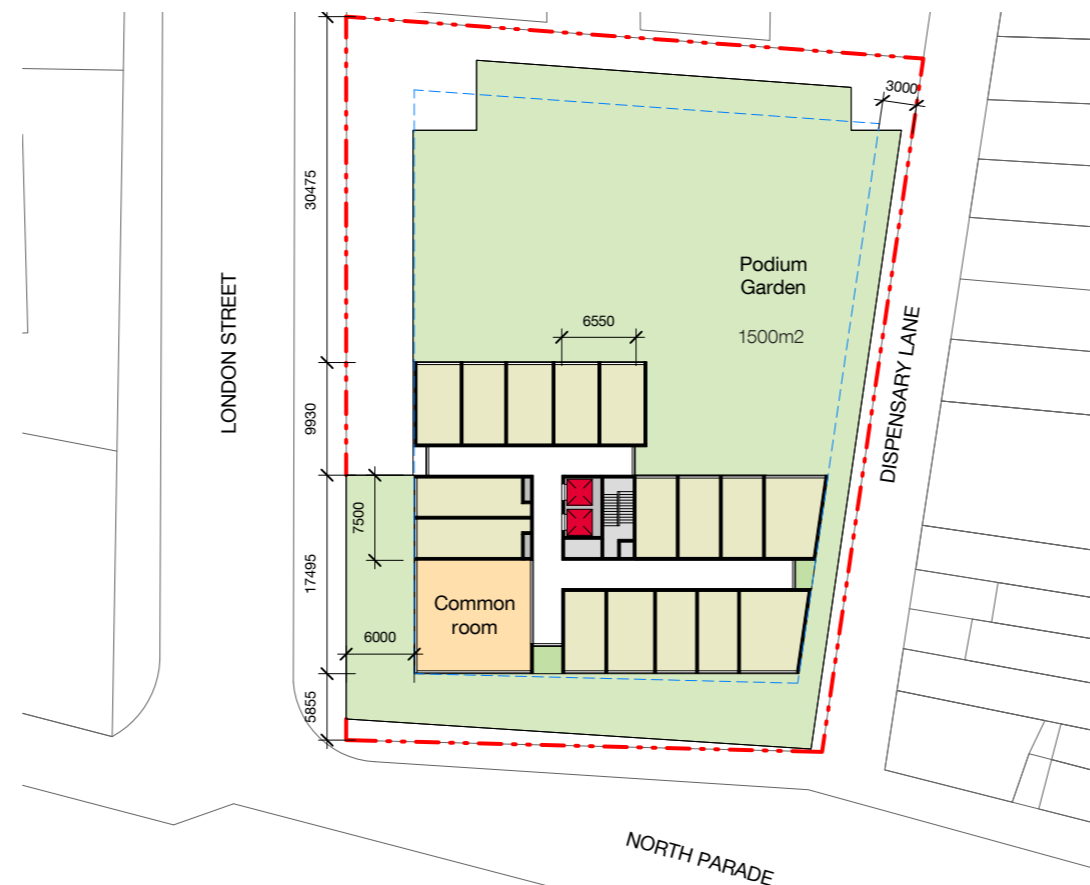 3000
30475
LONDON STREET
Podium
Garden
1500m2
6550
DISPENSARY LANE
9930
7500
17495
Common
room
6000
5855
NORTH PARADE